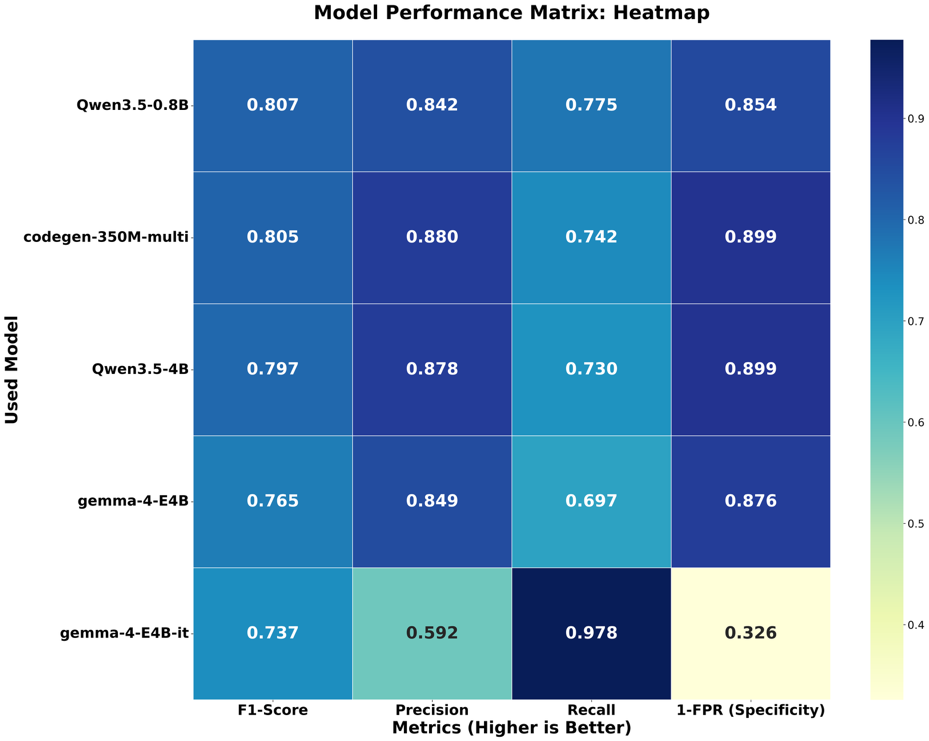 Model Performance Matrix: Heatmap
Used Model
Qwen3.5-0.8B 0.807 0.842 0.775 0.854
codegen-350M-multi 0.805 0.880 0.742 0.899
Qwen3.5-4B 0.797 0.878 0.730 0.899
gemma-4-E4B 0.765 0.849 0.697 0.876
gemma-4-E4B-it 0.737 0.592 0.978 0.326
F1-Score Precision Recall 1-FPR (Specificity)
Metrics (Higher is Better)
0.9
0.8
0.7
0.6
0.5
0.4